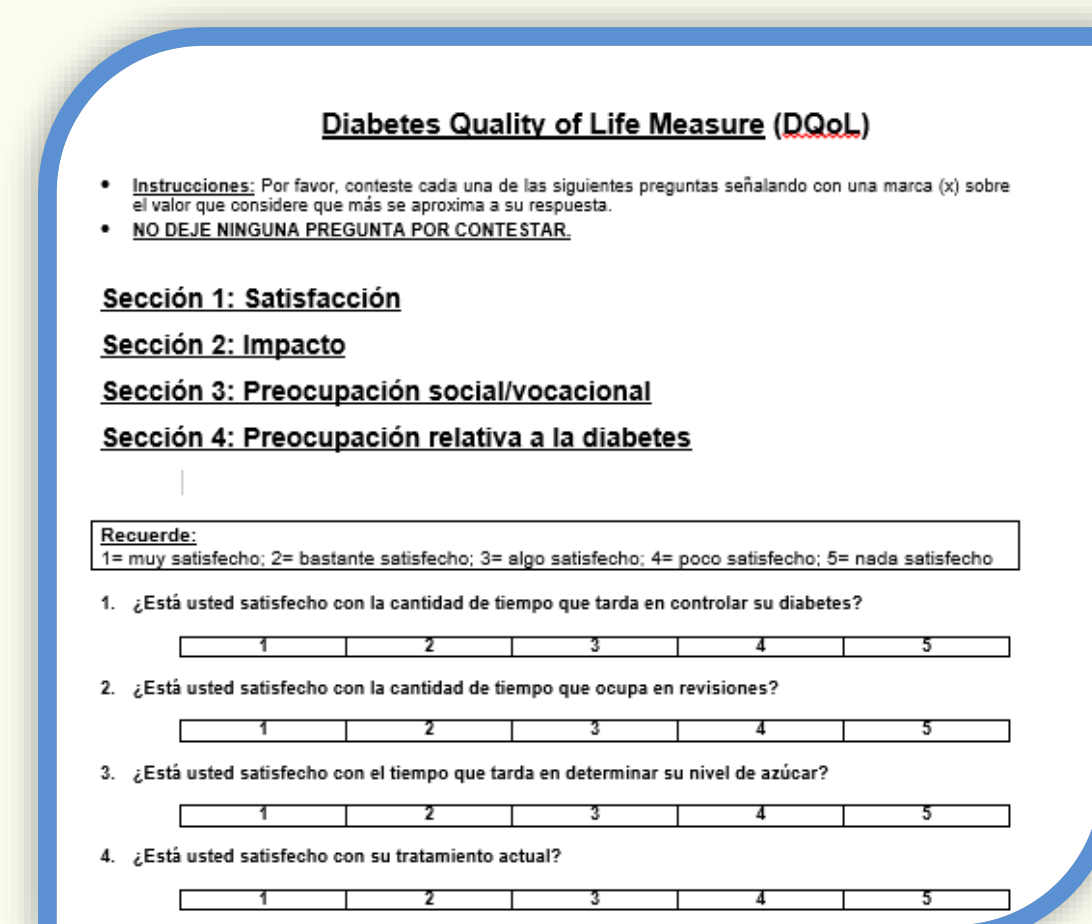 Diabetes Quality of Life Measure (DQoL)
• Instrucciones: Por favor, conteste cada una de las siguientes preguntas señalando con una marca (x) sobre
el valor que considere que más se aproxima a su respuesta.
• NO DEJE NINGUNA PREGUNTA POR CONTESTAR.
Sección 1: Satisfacción
Sección 2: Impacto
Sección 3: Preocupación social/vocacional
Sección 4: Preocupación relativa a la diabetes
Recuerde:
1= muy satisfecho; 2= bastante satisfecho; 3= algo satisfecho; 4= poco satisfecho; 5= nada satisfecho
1. ¿Está usted satisfecho con la cantidad de tiempo que tarda en controlar su diabetes?
1 2 3 4 5
2. ¿Está usted satisfecho con la cantidad de tiempo que ocupa en revisiones?
1 2 3 4 5
3. ¿Está usted satisfecho con el tiempo que tarda en determinar su nivel de azúcar?
1 2 3 4 5
4. ¿Está usted satisfecho con su tratamiento actual?
1 2 3 4 5